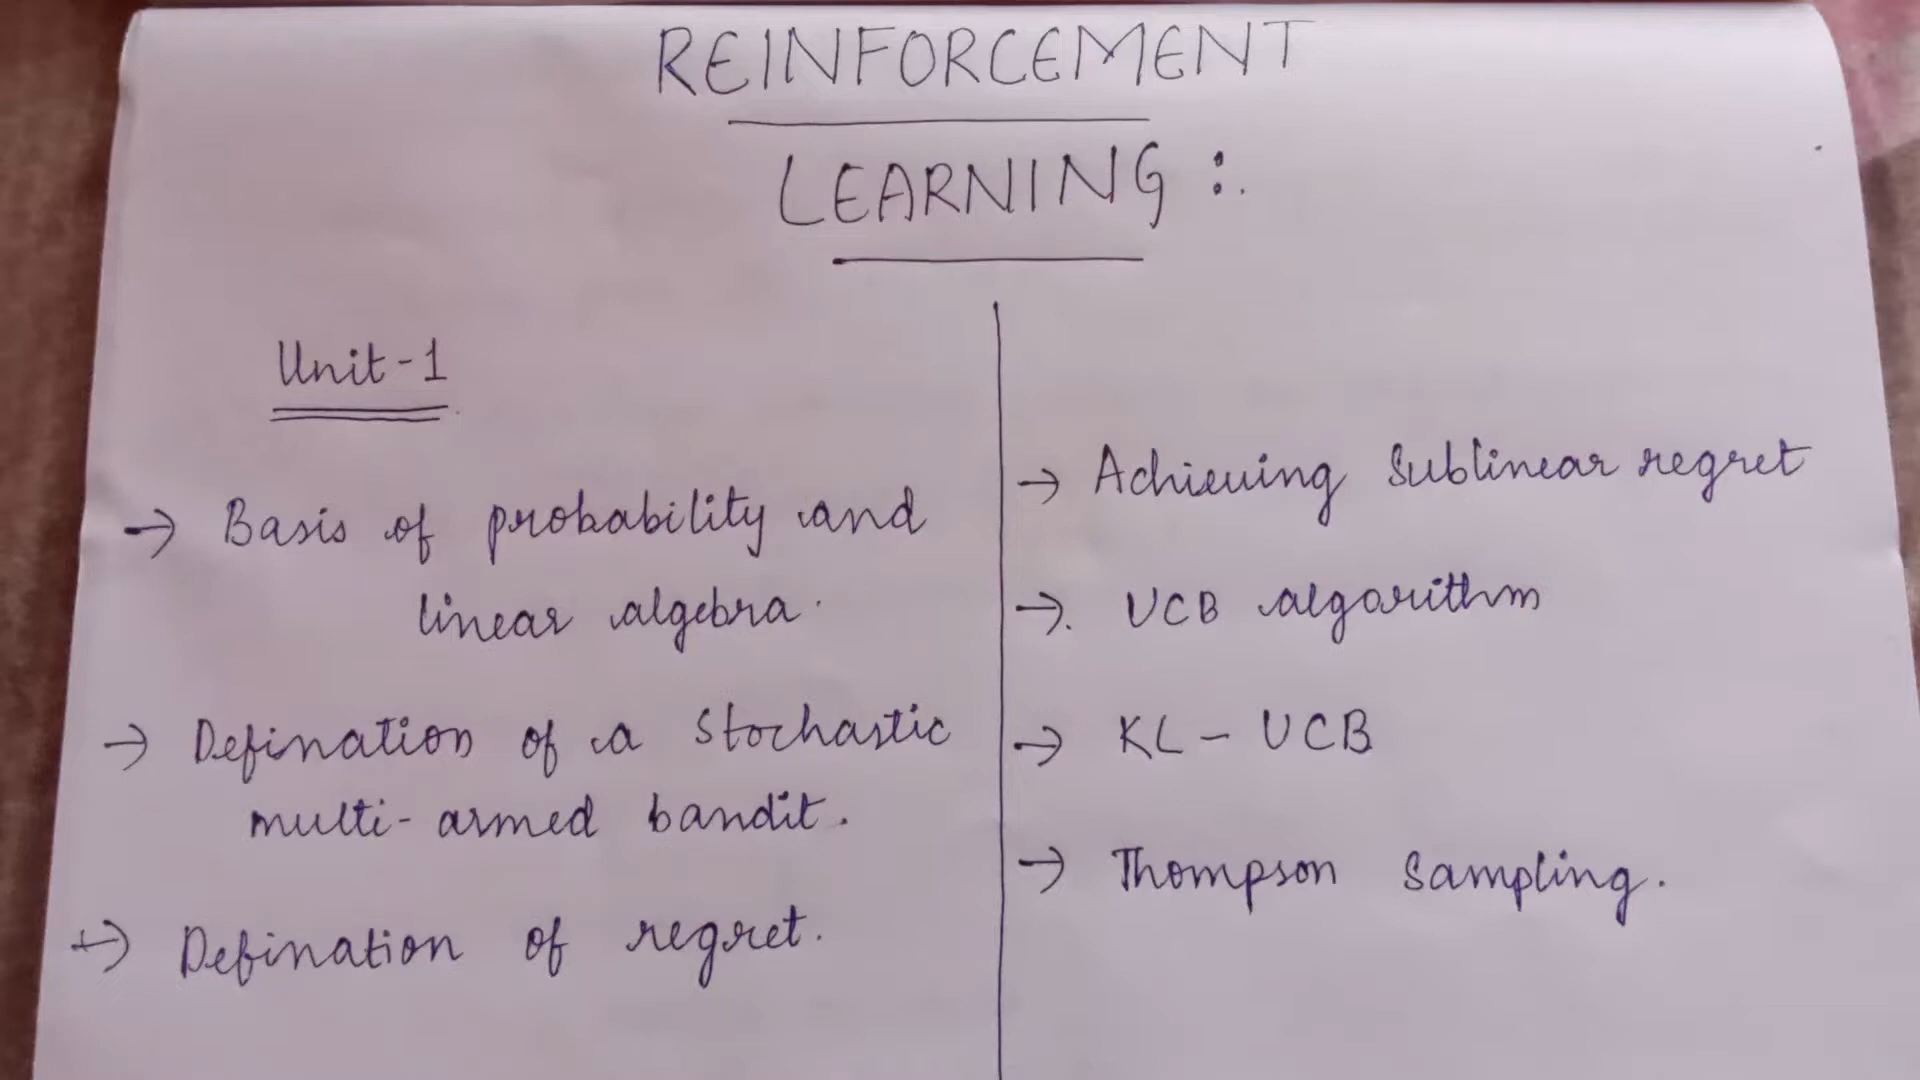 REINFORCEMENT
LEARNING :.
Unit-1
→ Basis of probability and
linear algebra.
→ Defination of a Stochastic
multi-armed bandit.
→ Defination of regret.
→ Achieving Sublinear regret
→. UCB algorithm
→ KL - UCB
→ Thompson Sampling.